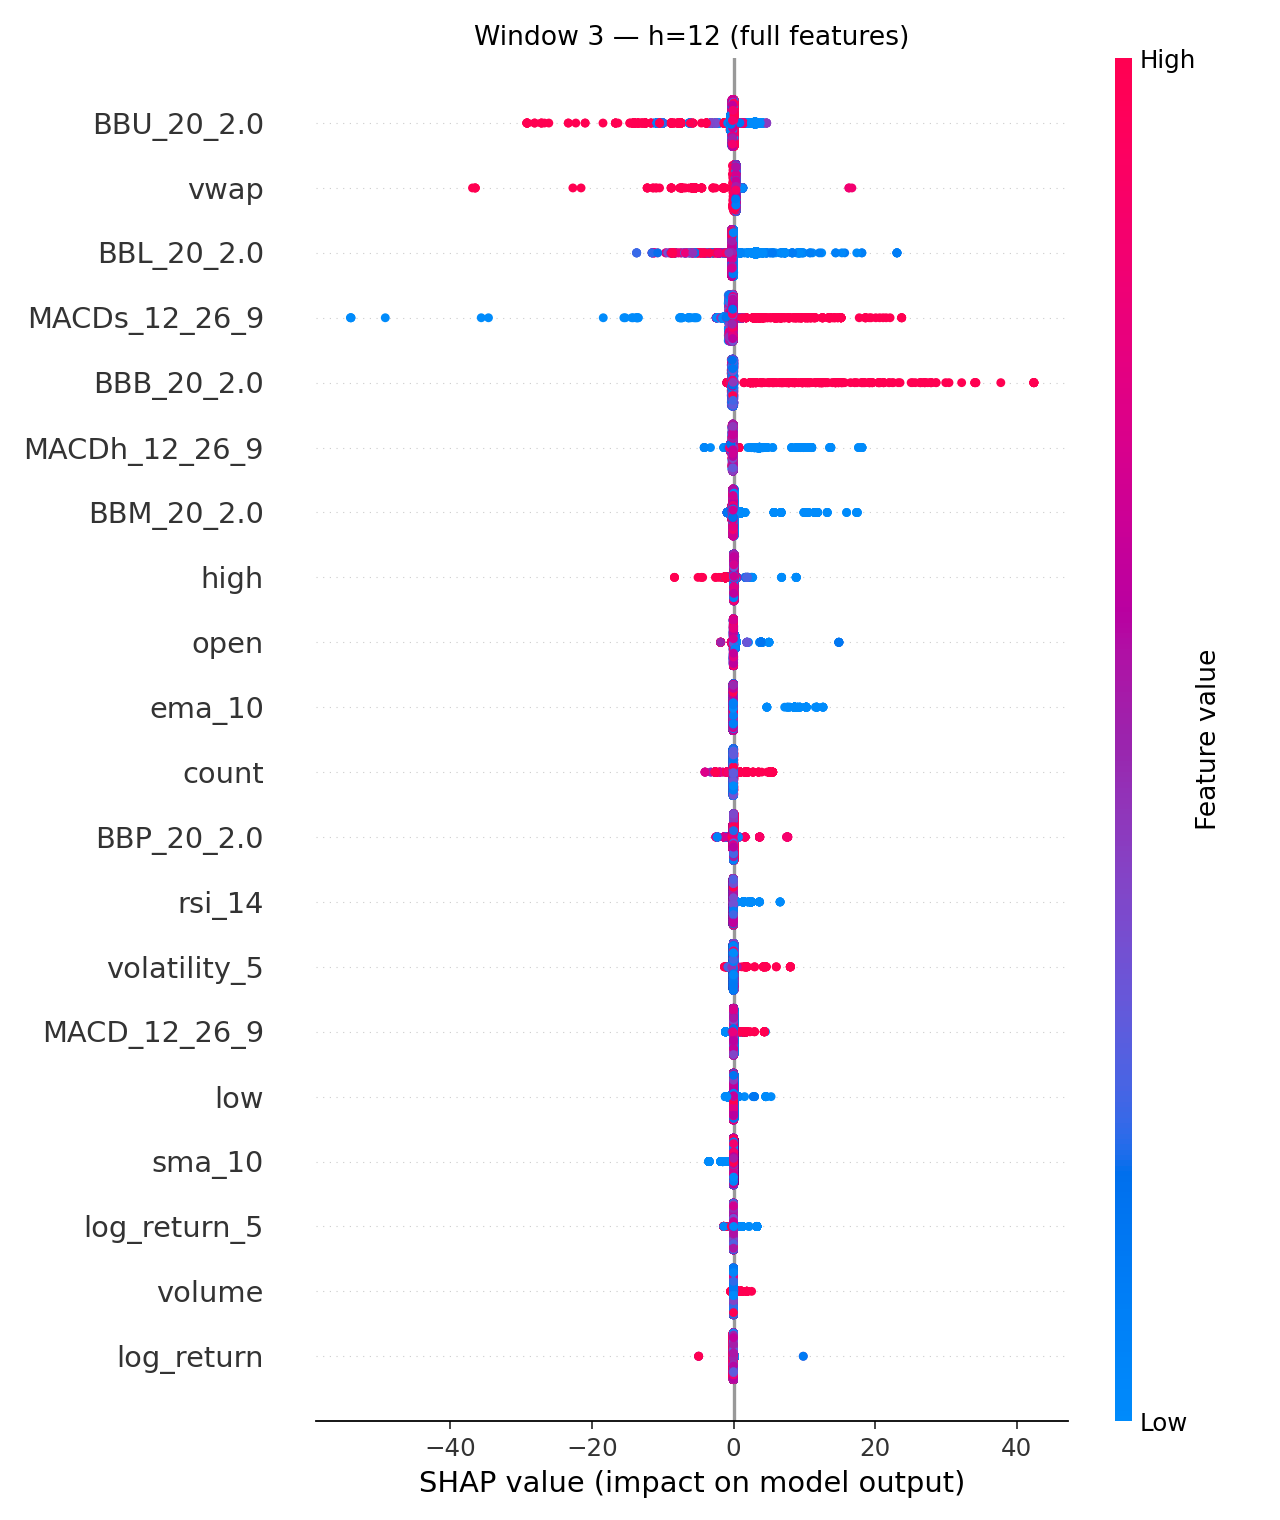 Window 3 — h=12 (full features)
High
BBU_20_2.0
vwap
BBL_20_2.0
MACDs_12_26_9
BBB_20_2.0
MACDh_12_26_9
BBM_20_2.0
high
open
ema_10
count
BBP_20_2.0
rsi_14
volatility_5
MACD_12_26_9
low
sma_10
log_return_5
volume
log_return
Feature value
Low
−40 −20 0 20 40
SHAP value (impact on model output)